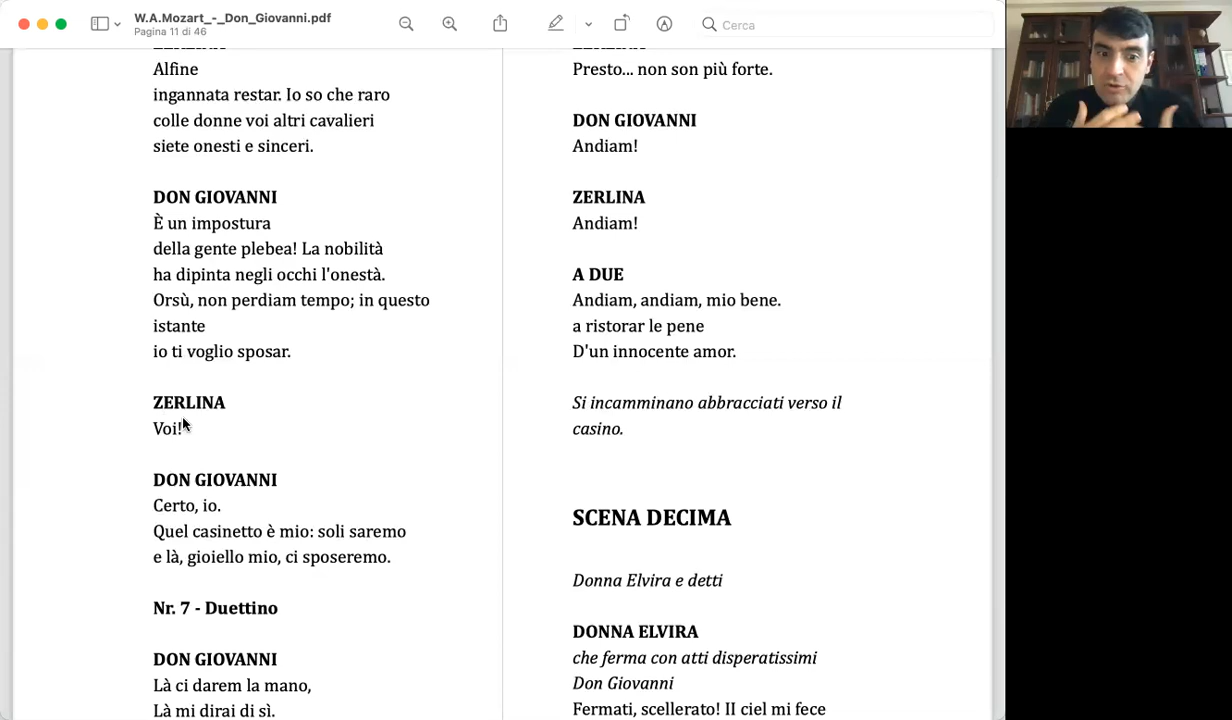 W.A.Mozart_-_Don_Giovanni.pdf
Pagina 11 di 46
Cerca
ZERLINA
Alfine
ingannata restar. Io so che raro
colle donne voi altri cavalieri
siete onesti e sinceri.
DON GIOVANNI
È un impostura
della gente plebea! La nobilità
ha dipinta negli occhi l'onestà.
Orsù, non perdiam tempo; in questo
istante
io ti voglio sposar.
ZERLINA
Voi!
DON GIOVANNI
Certo, io.
Quel casinetto è mio: soli saremo
e là, gioiello mio, ci sposeremo.
Nr. 7 - Duettino
DON GIOVANNI
Là ci darem la mano,
Là mi dirai di sì.
ZERLINA
Presto... non son più forte.
DON GIOVANNI
Andiam!
ZERLINA
Andiam!
A DUE
Andiam, andiam, mio bene.
a ristorar le pene
D'un innocente amor.
Si incamminano abbracciati verso il
casino.
SCENA DECIMA
Donna Elvira e detti
DONNA ELVIRA
che ferma con atti disperatissimi
Don Giovanni
Fermati, scellerato! II ciel mi fece